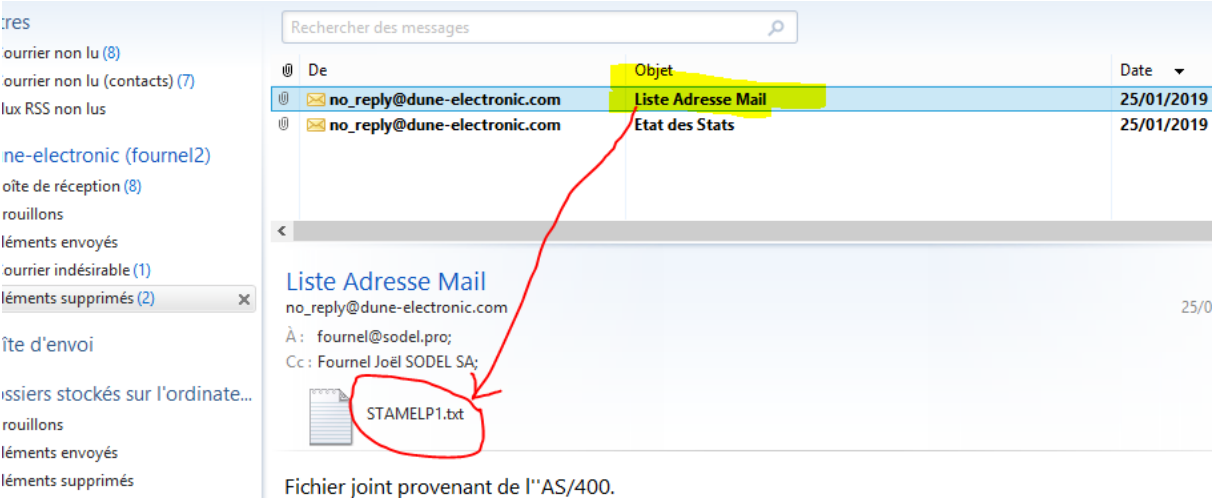 tres
ourrier non lu (8)
ourrier non lu (contacts) (7)
lux RSS non lus
ne-electronic (fournel2)
oîte de réception (8)
rouillons
léments envoyés
ourrier indésirable (1)
léments supprimés (2)
îte d'envoi
ossiers stockés sur l'ordinate...
rouillons
léments envoyés
léments supprimés
Rechercher des messages
De Objet Date
no_reply@dune-electronic.com Liste Adresse Mail 25/01/2019
no_reply@dune-electronic.com Etat des Stats 25/01/2019
Liste Adresse Mail
no_reply@dune-electronic.com 25/0
À : fournel@sodel.pro;
Cc : Fournel Joël SODEL SA;
STAMELP1.txt
Fichier joint provenant de l''AS/400.